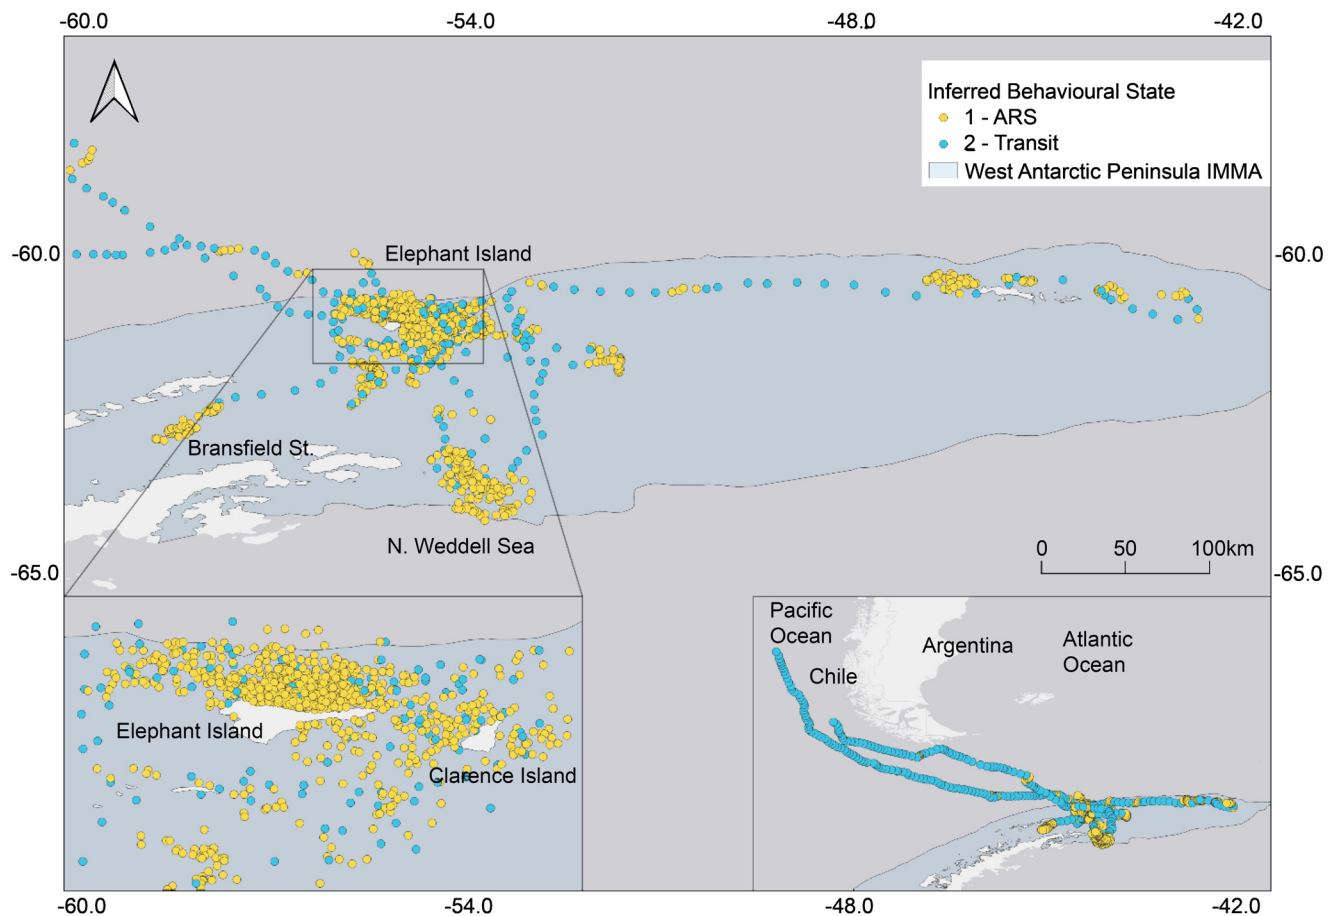 -60.0 -54.0 -48.0 -42.0
Inferred Behavioural State
1 - ARS
2 - Transit
West Antarctic Peninsula IMMA
-60.0 Elephant Island -60.0
Bransfield St.
N. Weddell Sea
0 50 100km
-65.0 -65.0
Pacific
Ocean
Argentina
Atlantic
Ocean
Chile
Elephant Island
Clarence Island
-60.0 -54.0 -48.0 -42.0